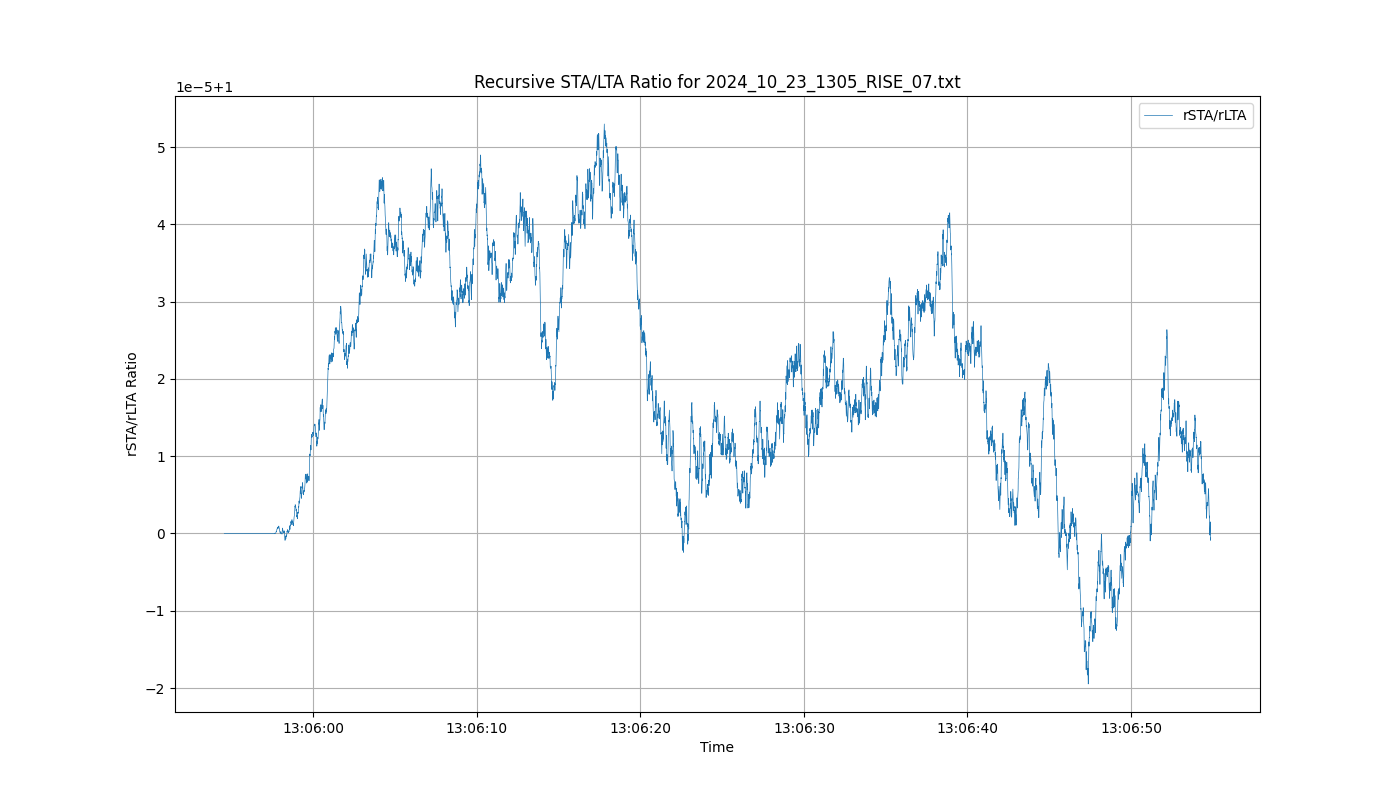 Recursive STA/LTA Ratio for 2024_10_23_1305_RISE_07.txt
1e−5+1
rSTA/rLTA
5
4
3
2
1
0
−1
−2
rSTA/rLTA Ratio
13:06:00 13:06:10 13:06:20 13:06:30 13:06:40 13:06:50
Time